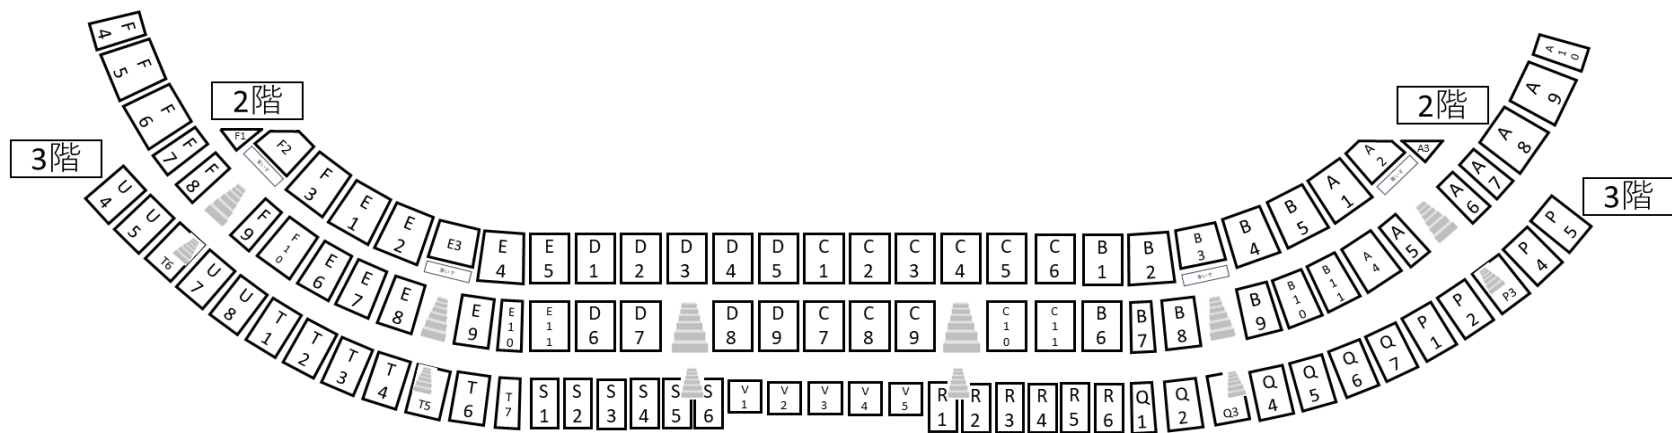 F4
F5
F6
F7
F8
2階
3階
F1
F2
F3
E1
E2
E3
E4
E5
D1
D2
D3
D4
D5
C1
C2
C3
C4
C5
C6
B1
B2
B3
B4
B5
A1
A2
A3
2階
A10
A9
A8
A7
A6
3階
F9
F10
E6
E7
E8
E9
E10
E11
D6
D7
D8
D9
C7
C8
C9
C10
C11
B6
B7
B8
B9
B10
B11
A4
A5
U4
U5
T6
U7
U8
T1
T2
T3
T4
T5
T6
T7
S1
S2
S3
S4
S5
S6
V1
V2
V3
V4
V5
R1
R2
R3
R4
R5
R6
Q1
Q2
Q3
Q4
Q5
Q6
Q7
P1
P2
P3
P4
P5